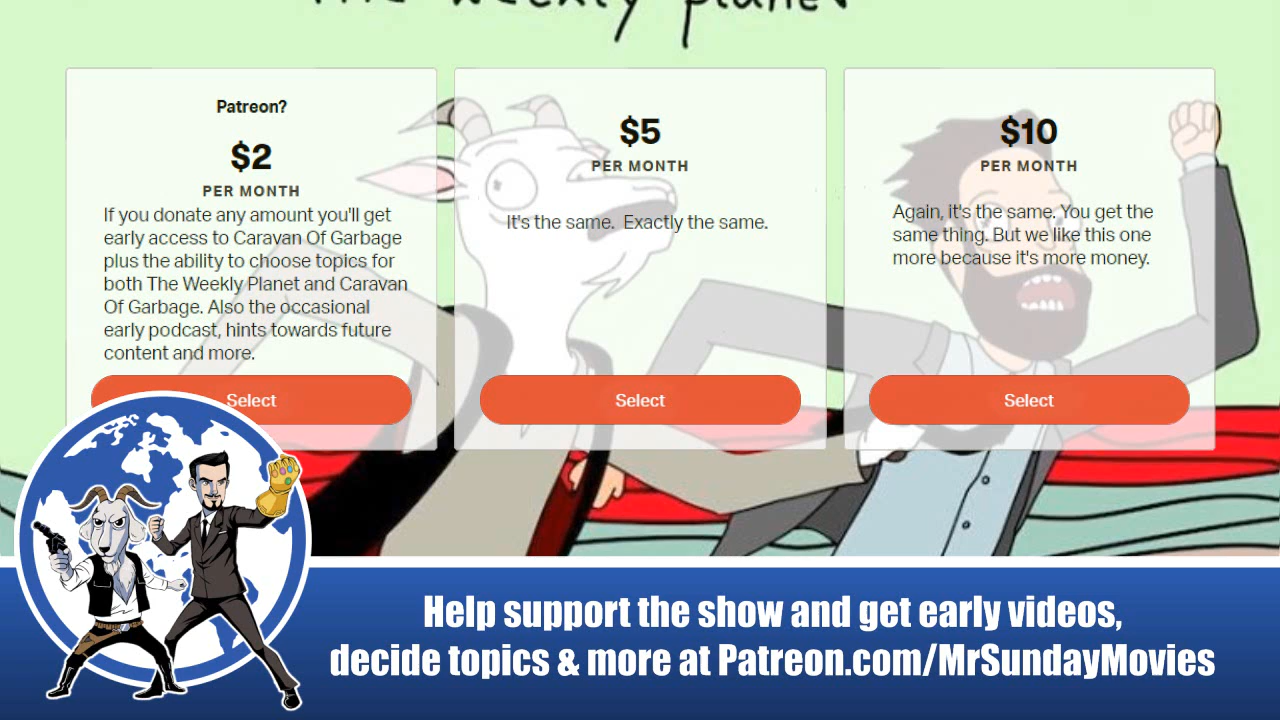 The Weekly Planet
Patreon?
$2
PER MONTH
If you donate any amount you'll get
early access to Caravan Of Garbage
plus the ability to choose topics for
both The Weekly Planet and Caravan
Of Garbage. Also the occasional
early podcast, hints towards future
content and more.
Select
$5
PER MONTH
It's the same.  Exactly the same.
Select
$10
PER MONTH
Again, it's the same. You get the
same thing. But we like this one
more because it's more money.
Select
Help support the show and get early videos,
decide topics & more at Patreon.com/MrSundayMovies